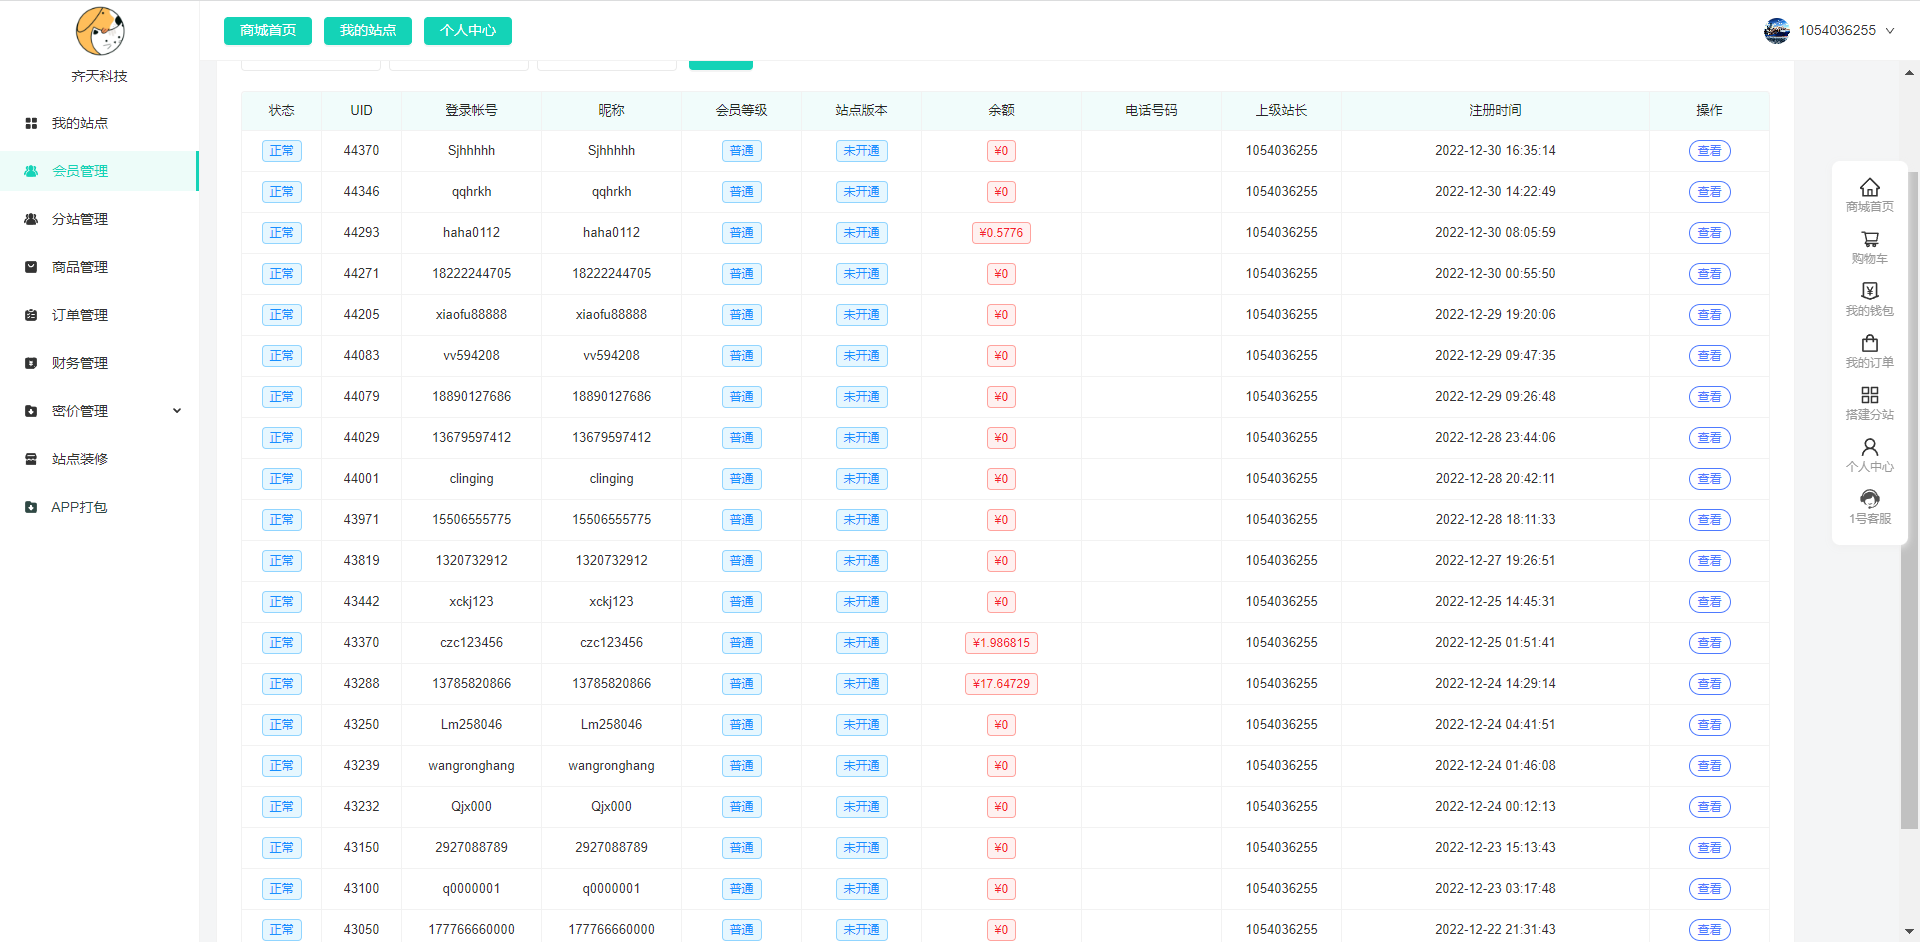 商城首页 我的站点 个人中心 1054036255
齐天科技
我的站点
会员管理
分站管理
商品管理
订单管理
财务管理
密价管理
站点装修
APP打包
状态 UID 登录帐号 昵称 会员等级 站点版本 余额 电话号码 上级站长 注册时间 操作
正常 44370 Sjhhhhh Sjhhhhh 普通 未开通 ¥0 1054036255 2022-12-30 16:35:14 查看
正常 44346 qqhrkh qqhrkh 普通 未开通 ¥0 1054036255 2022-12-30 14:22:49 查看
正常 44293 haha0112 haha0112 普通 未开通 ¥0.5776 1054036255 2022-12-30 08:05:59 查看
正常 44271 18222244705 18222244705 普通 未开通 ¥0 1054036255 2022-12-30 00:55:50 查看
正常 44205 xiaofu88888 xiaofu88888 普通 未开通 ¥0 1054036255 2022-12-29 19:20:06 查看
正常 44083 vv594208 vv594208 普通 未开通 ¥0 1054036255 2022-12-29 09:47:35 查看
正常 44079 18890127686 18890127686 普通 未开通 ¥0 1054036255 2022-12-29 09:26:48 查看
正常 44029 13679597412 13679597412 普通 未开通 ¥0 1054036255 2022-12-28 23:44:06 查看
正常 44001 clinging clinging 普通 未开通 ¥0 1054036255 2022-12-28 20:42:11 查看
正常 43971 15506555775 15506555775 普通 未开通 ¥0 1054036255 2022-12-28 18:11:33 查看
正常 43819 1320732912 1320732912 普通 未开通 ¥0 1054036255 2022-12-27 19:26:51 查看
正常 43442 xckj123 xckj123 普通 未开通 ¥0 1054036255 2022-12-25 14:45:31 查看
正常 43370 czc123456 czc123456 普通 未开通 ¥1.986815 1054036255 2022-12-25 01:51:41 查看
正常 43288 13785820866 13785820866 普通 未开通 ¥17.64729 1054036255 2022-12-24 14:29:14 查看
正常 43250 Lm258046 Lm258046 普通 未开通 ¥0 1054036255 2022-12-24 04:41:51 查看
正常 43239 wangronghang wangronghang 普通 未开通 ¥0 1054036255 2022-12-24 01:46:08 查看
正常 43232 Qjx000 Qjx000 普通 未开通 ¥0 1054036255 2022-12-24 00:12:13 查看
正常 43150 2927088789 2927088789 普通 未开通 ¥0 1054036255 2022-12-23 15:13:43 查看
正常 43100 q0000001 q0000001 普通 未开通 ¥0 1054036255 2022-12-23 03:17:48 查看
正常 43050 177766660000 177766660000 普通 未开通 ¥0 1054036255 2022-12-22 21:31:43 查看
商城首页
购物车
我的钱包
我的订单
搭建分站
个人中心
1号客服